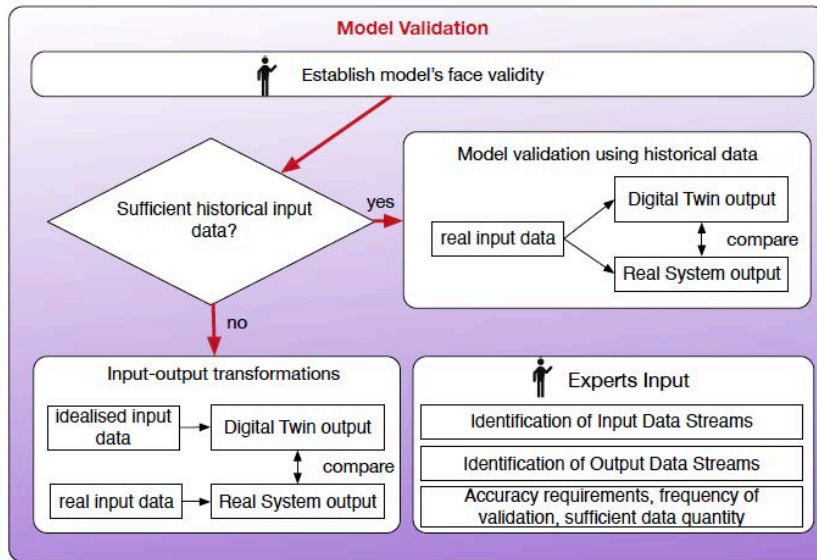 Model Validation
Establish model's face validity
Sufficient historical input
data?
yes
no
Model validation using historical data
real input data
Digital Twin output
compare
Real System output
Input-output transformations
idealised input
data
Digital Twin output
compare
real input data
Real System output
Experts Input
Identification of Input Data Streams
Identification of Output Data Streams
Accuracy requirements, frequency of
validation, sufficient data quantity